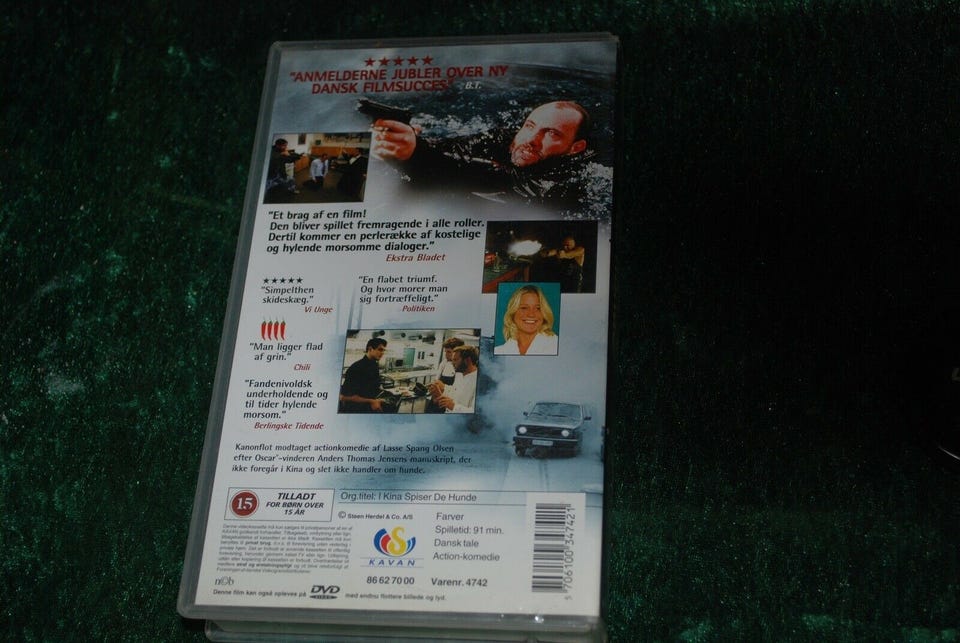 ★★★★★
"ANMELDERNE JUBLER OVER NY
DANSK FILMSUCCES" B.T.
"Et brag af en film!
Den bliver spillet fremragende i alle roller.
Dertil kommer en perlerække af kostelige
og hylende morsomme dialoger."
Ekstra Bladet
★★★★★
"Simpelthen
skideskæg."
Vi Unge
"En flabet triumf.
Og hvor morer man
sig fortræffeligt."
Politiken
"Man ligger flad
af grin."
Chili
"Fandenivoldsk
underholdende og
til tider hylende
morsom."
Berlingske Tidende
Kanonflot modtaget actionkomedie af Lasse Spang Olsen
efter Oscar-vinderen Anders Thomas Jensens manuskript, der
ikke foregår i Kina og slet ikke handler om hunde.
15
TILLADT
FOR BØRN OVER
15 ÅR
Org.titel: I Kina Spiser De Hunde
© Steen Herdel & Co. A/S
KAVAN
86 62 70 00
Farver
Spilletid: 91 min.
Dansk tale
Action-komedie
Varenr. 4742
5 706100 347421
Denne film kan også opleves på DVD med endnu flottere billede og lyd.